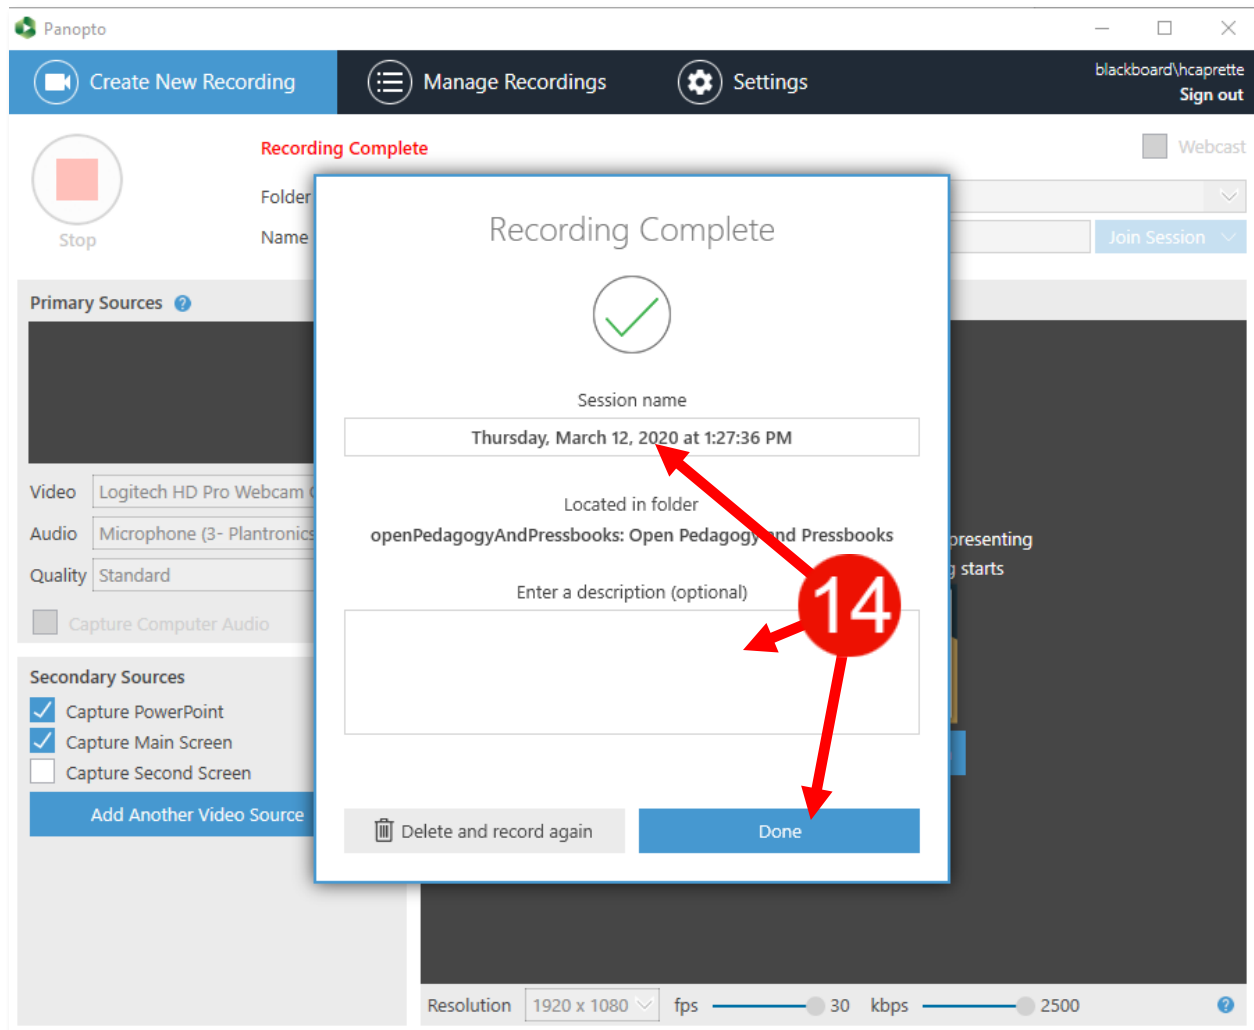 Panopto
Create New Recording
Manage Recordings
Settings
blackboard\hcaprette
Sign out
Recording Complete
Webcast
Folder
Stop
Name
Join Session
Recording Complete
Primary Sources
Session name
Thursday, March 12, 2020 at 1:27:36 PM
Video Logitech HD Pro Webcam
Located in folder
Audio Microphone (3- Plantronics
openPedagogyAndPressbooks: Open Pedagogy and Pressbooks
presenting
Quality Standard
starts
Enter a description (optional)
14
Capture Computer Audio
Secondary Sources
Capture PowerPoint
Capture Main Screen
Capture Second Screen
Add Another Video Source
Delete and record again
Done
Resolution 1920 x 1080 fps 30 kbps 2500